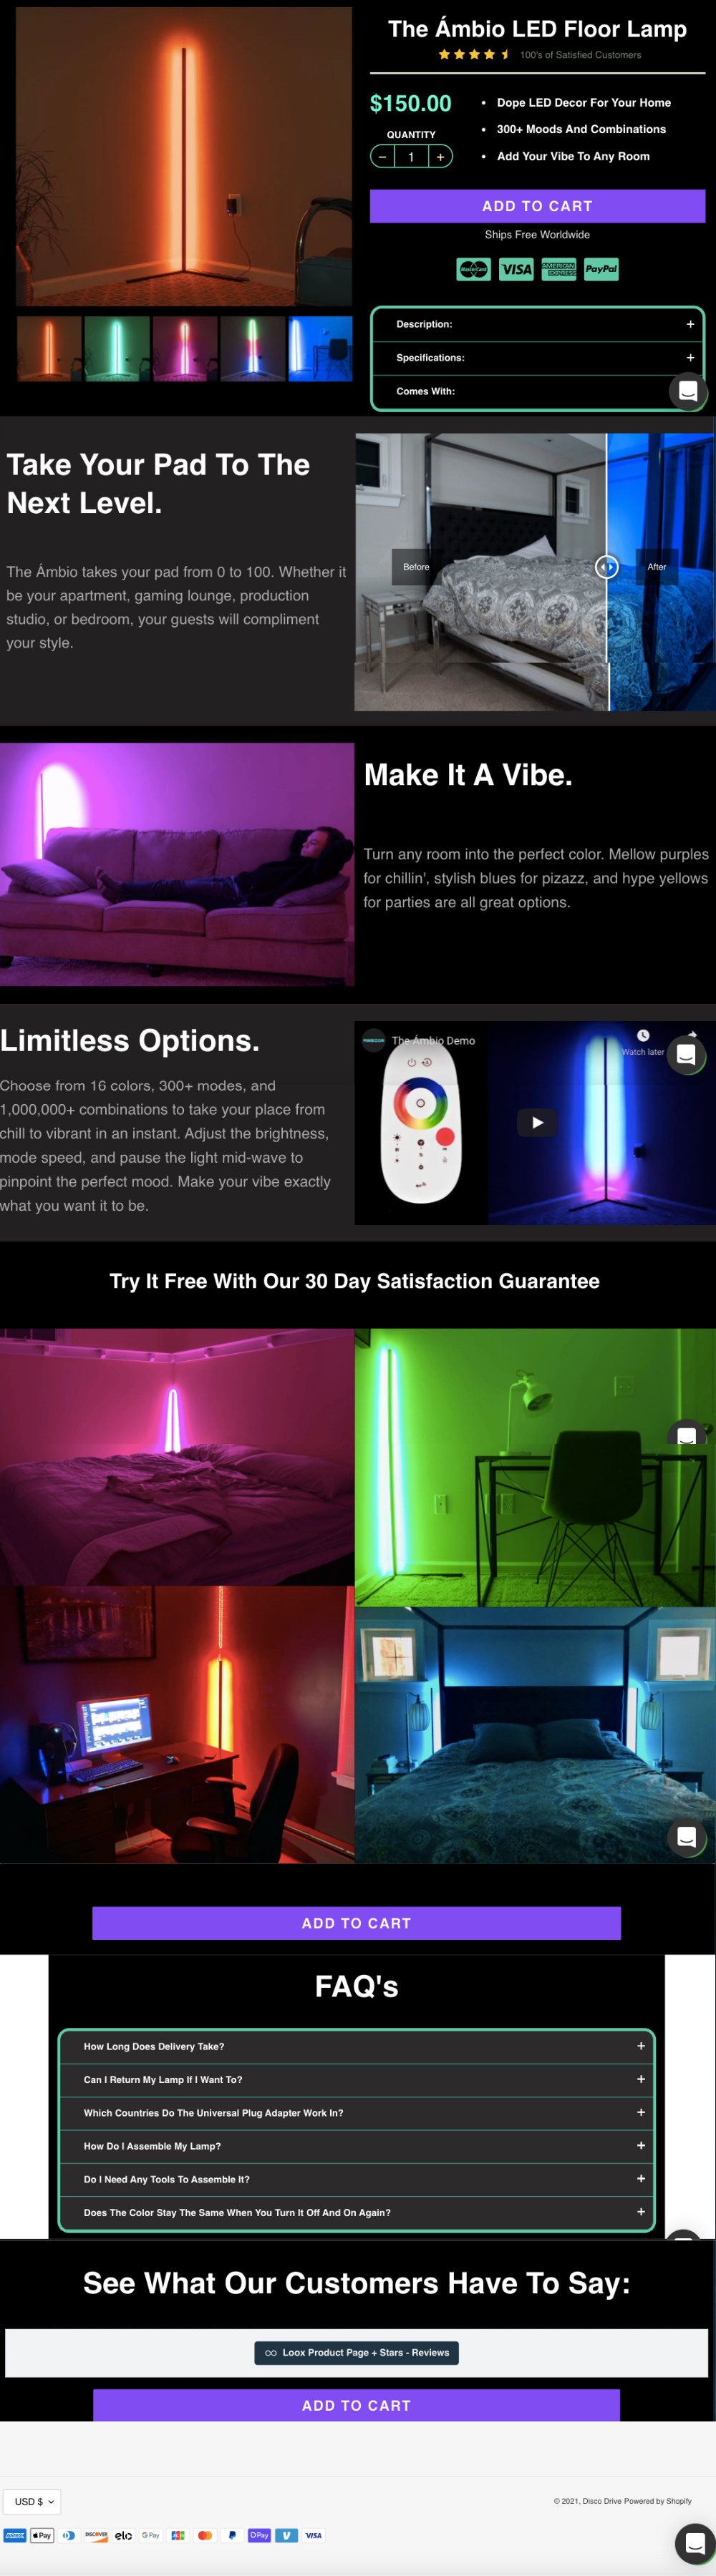 The Ámbio LED Floor Lamp
100's of Satisfied Customers
$150.00
QUANTITY
− 1 +
• Dope LED Decor For Your Home
• 300+ Moods And Combinations
• Add Your Vibe To Any Room
ADD TO CART
Ships Free Worldwide
MasterCard VISA AMERICAN EXPRESS PayPal
Description: +
Specifications: +
Comes With:
Take Your Pad To The
Next Level.
The Ámbio takes your pad from 0 to 100. Whether it
be your apartment, gaming lounge, production
studio, or bedroom, your guests will compliment
your style.
Before
After
Make It A Vibe.
Turn any room into the perfect color. Mellow purples
for chillin', stylish blues for pizazz, and hype yellows
for parties are all great options.
Limitless Options.
Choose from 16 colors, 300+ modes, and
1,000,000+ combinations to take your place from
chill to vibrant in an instant. Adjust the brightness,
mode speed, and pause the light mid-wave to
pinpoint the perfect mood. Make your vibe exactly
what you want it to be.
The Ámbio Demo
Watch later
Try It Free With Our 30 Day Satisfaction Guarantee
ADD TO CART
FAQ's
How Long Does Delivery Take? +
Can I Return My Lamp If I Want To? +
Which Countries Do The Universal Plug Adapter Work In? +
How Do I Assemble My Lamp? +
Do I Need Any Tools To Assemble It? +
Does The Color Stay The Same When You Turn It Off And On Again? +
See What Our Customers Have To Say:
Loox Product Page + Stars - Reviews
ADD TO CART
USD $
© 2021, Disco Drive Powered by Shopify
AMEX Pay DISCOVER elo G Pay JCB Pay VISA